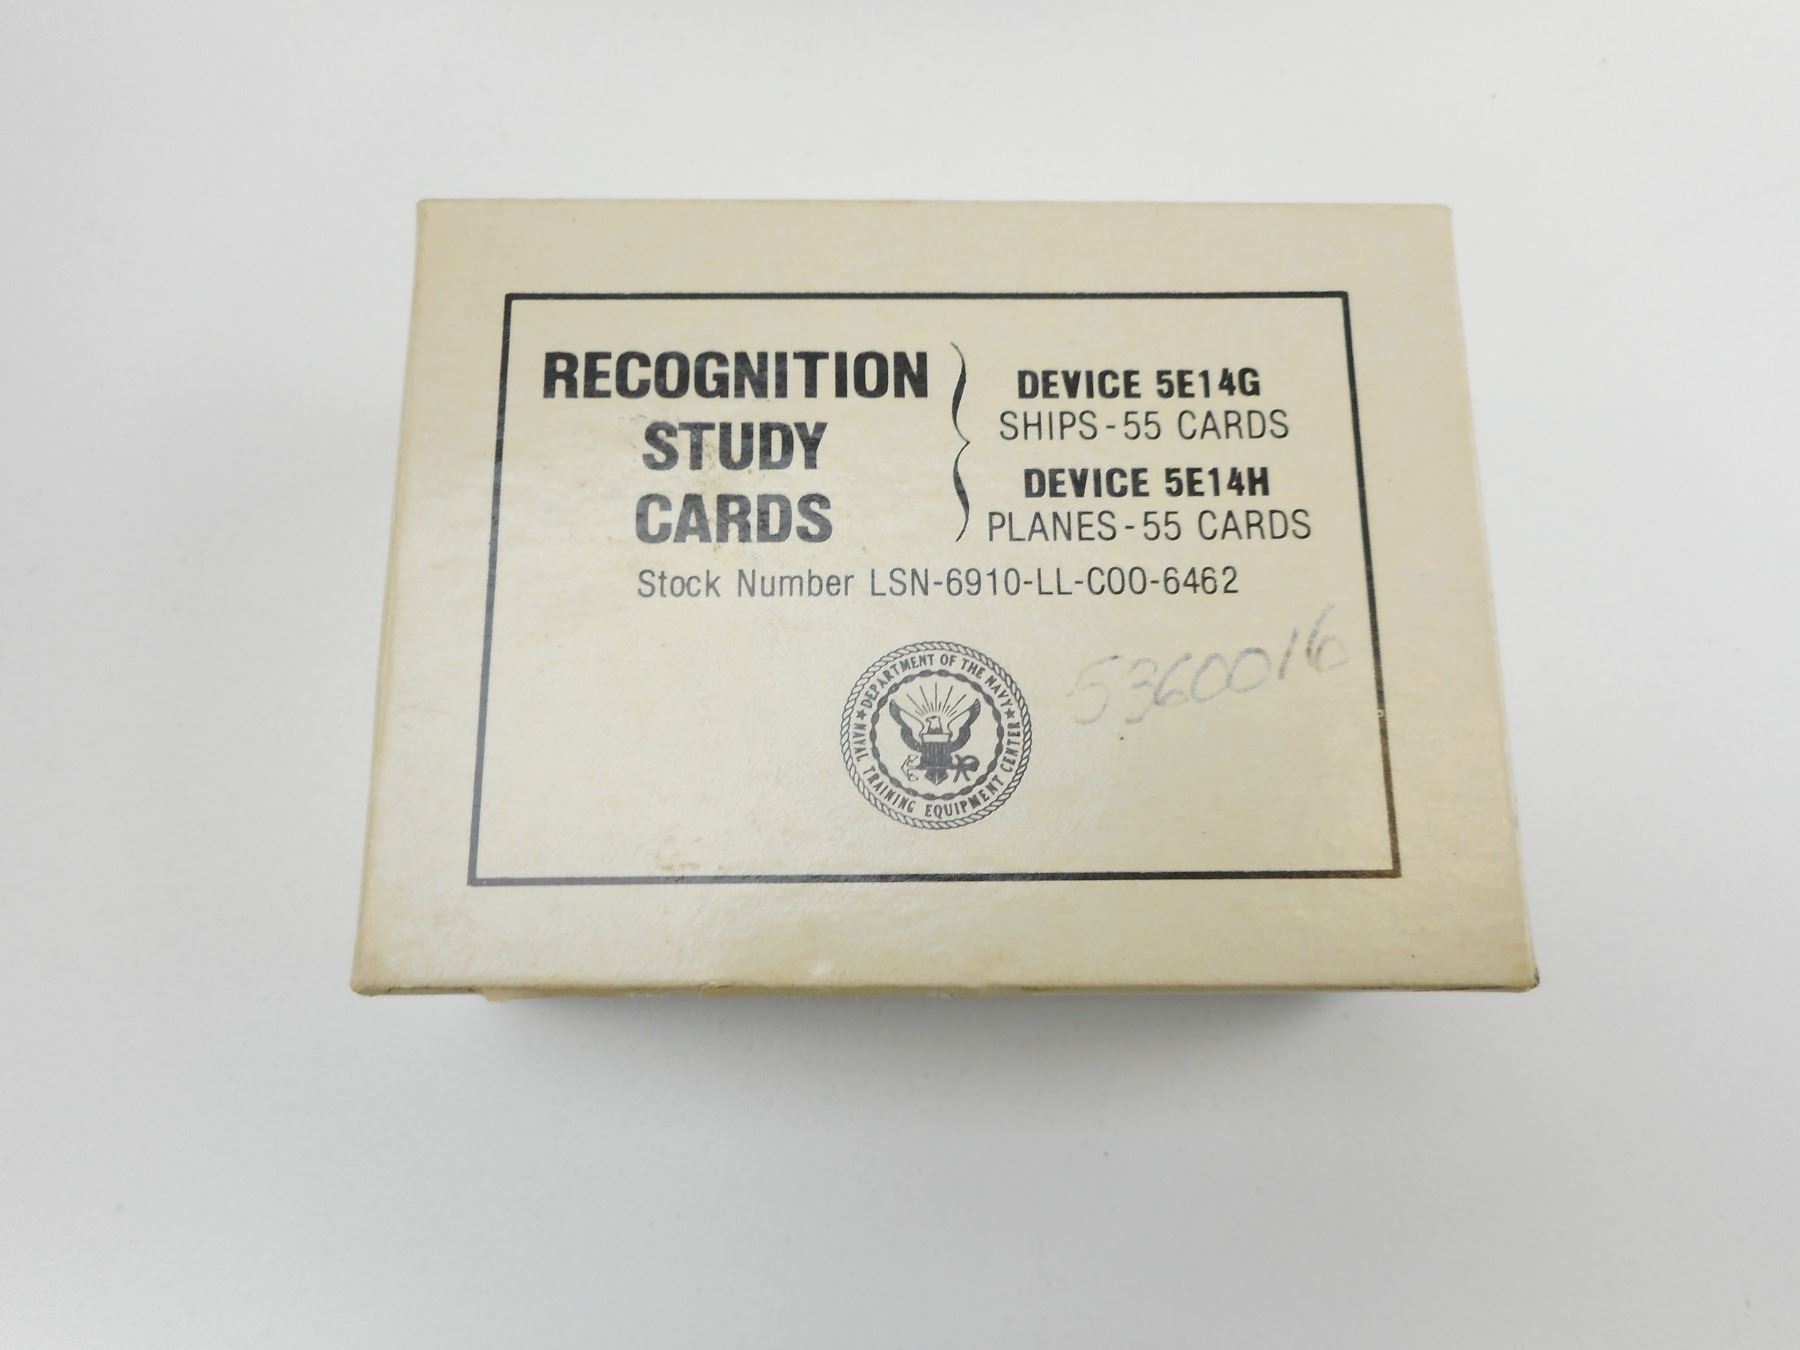 RECOGNITION
STUDY
CARDS
DEVICE 5E14G
SHIPS-55 CARDS
DEVICE 5E14H
PLANES-55 CARDS
Stock Number LSN-6910-LL-COO-6462
5360016
DEPARTMENT OF THE NAVY
NAVAL TRAINING EQUIPMENT CENTER